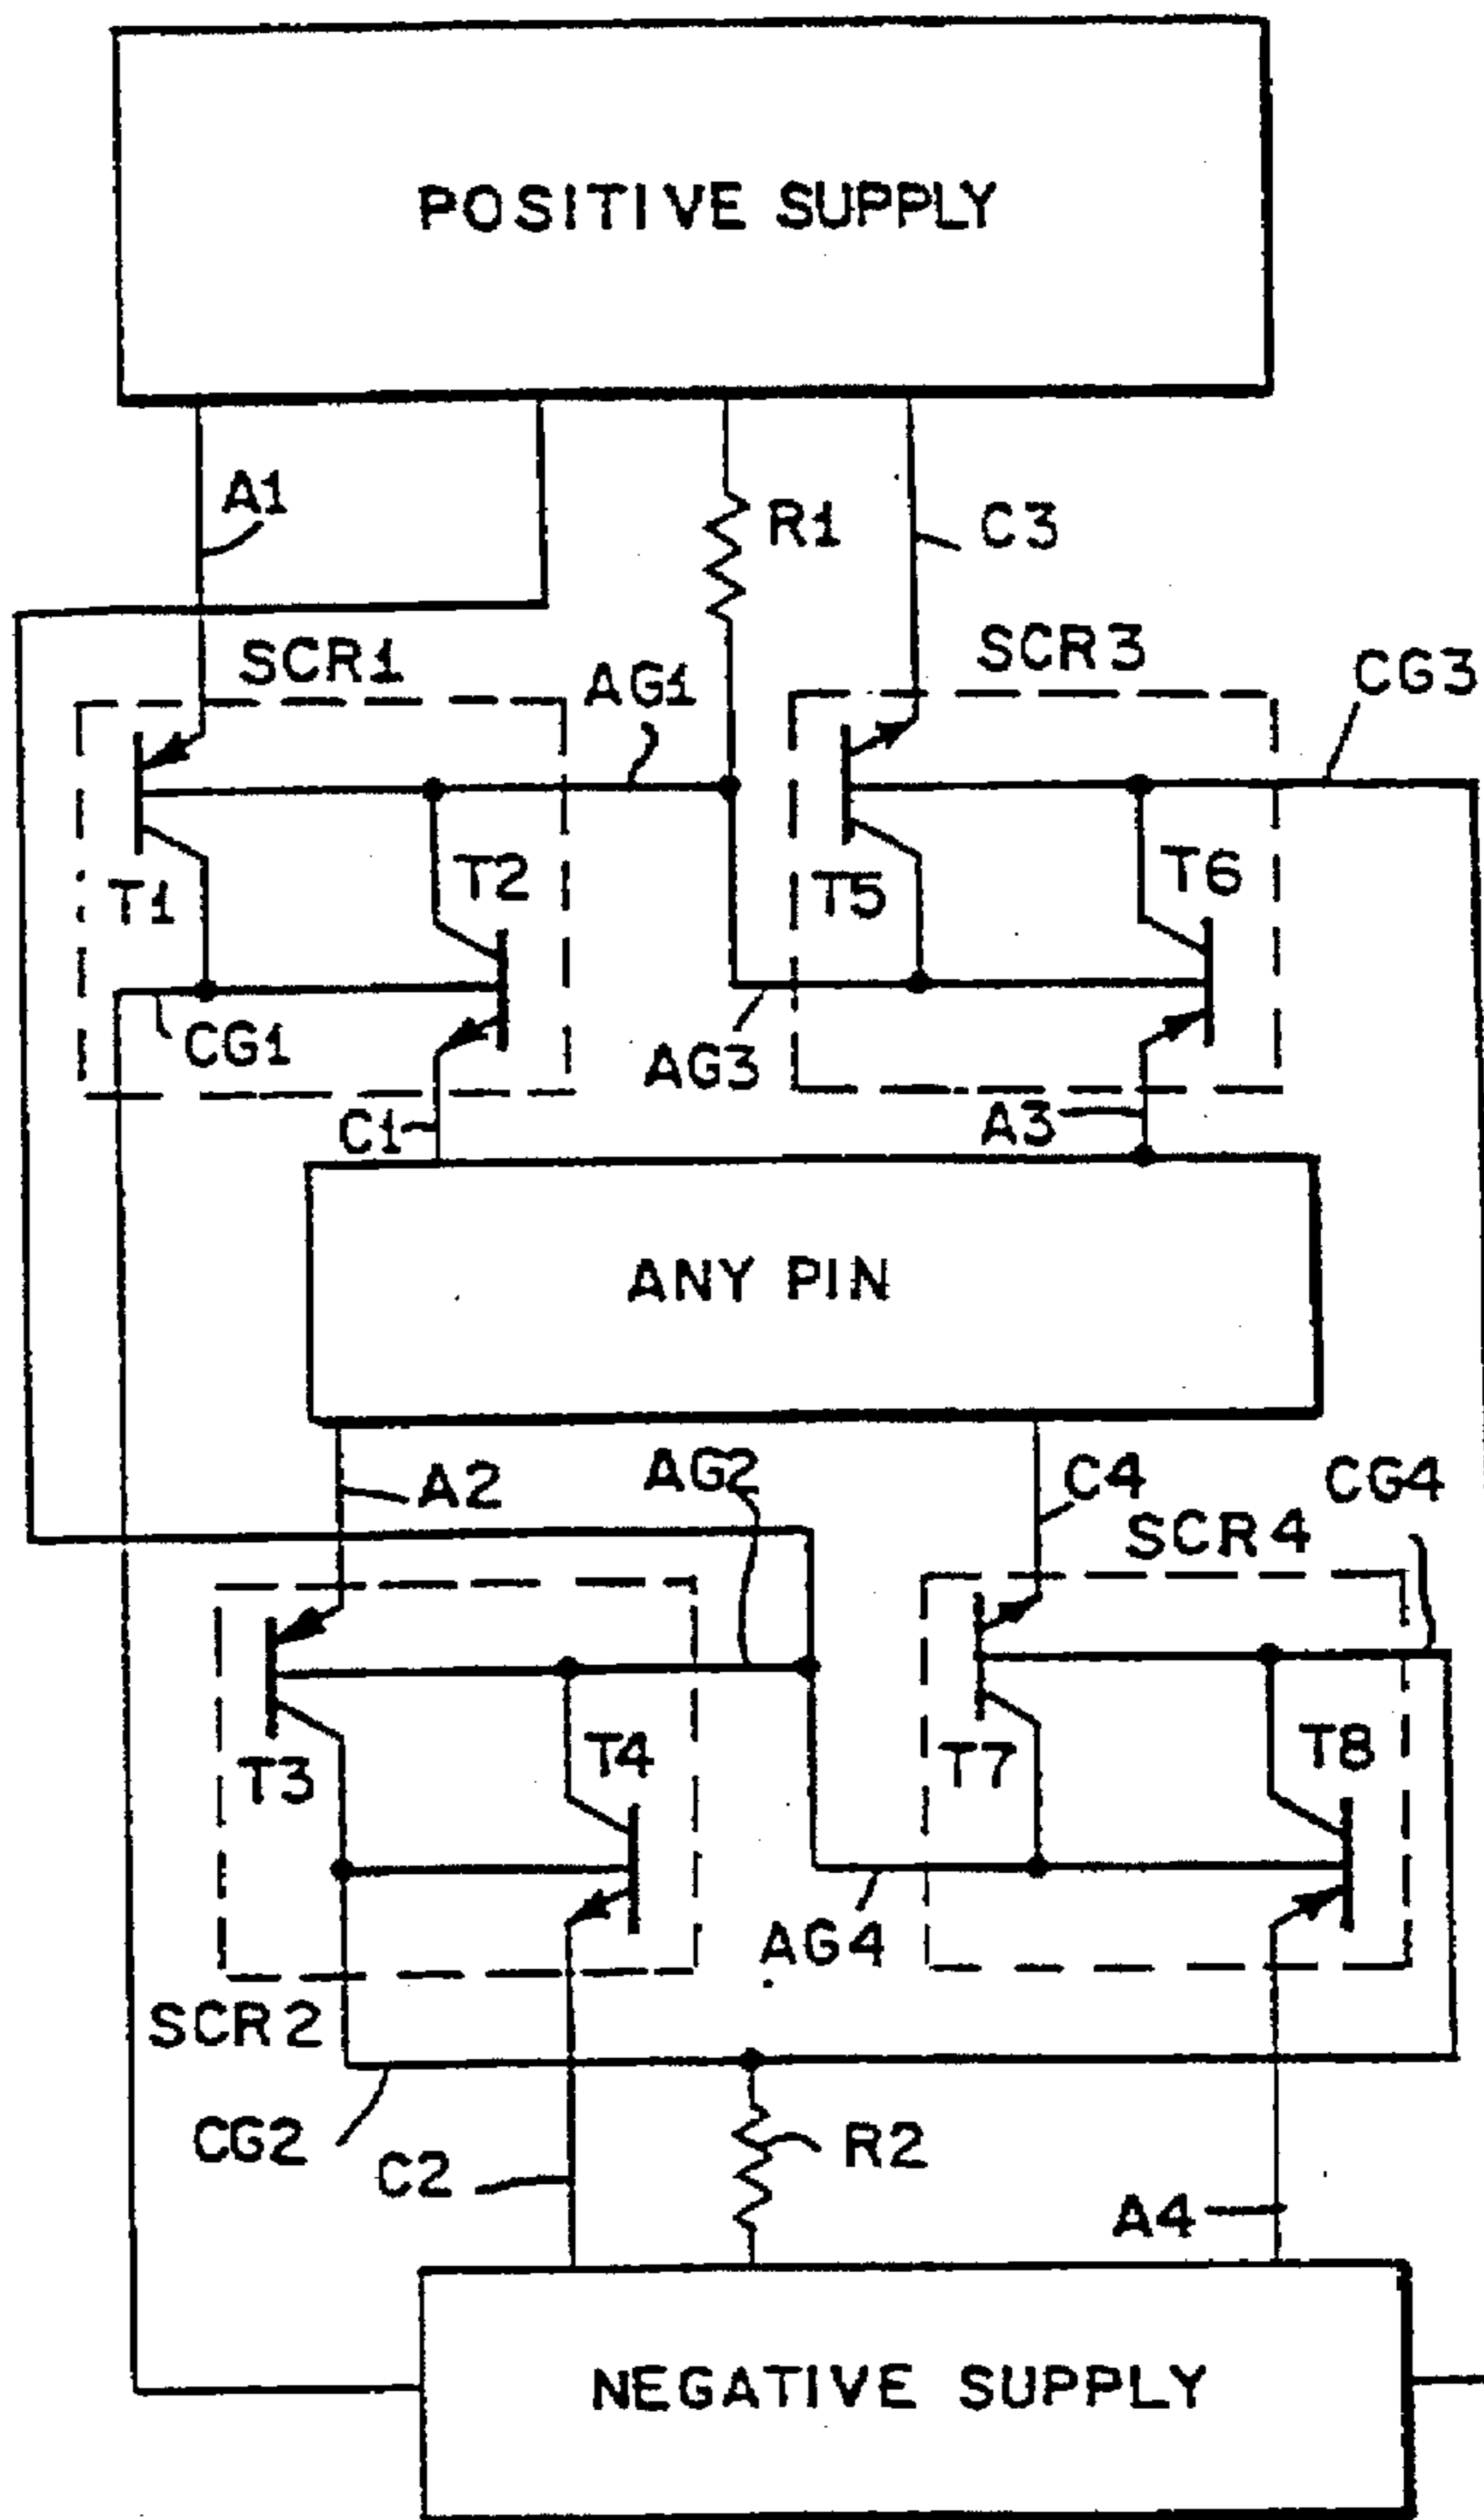 POSITIVE SUPPLY
A1
R1
C3
SCR1
AG1
SCR3
CG3
T1
T2
T5
T6
CG1
AG3
C1
A3
ANY PIN
A2
AG2
C4
CG4
SCR4
T3
T4
T7
T8
AG4
SCR2
CG2
C2
R2
A4
NEGATIVE SUPPLY